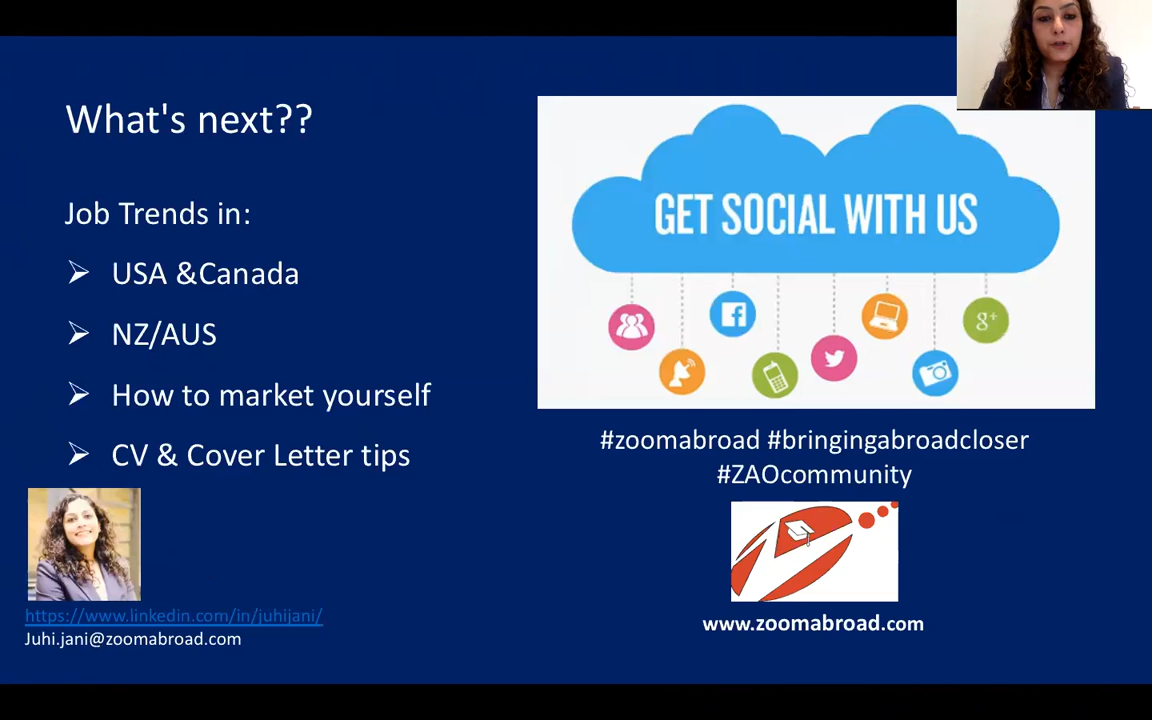 What's next??
Job Trends in:
➢ USA &Canada
➢ NZ/AUS
➢ How to market yourself
➢ CV & Cover Letter tips
https://www.linkedin.com/in/juhijani/
Juhi.jani@zoomabroad.com
GET SOCIAL WITH US
g+
#zoomabroad #bringingabroadcloser
#ZAOcommunity
www.zoomabroad.com